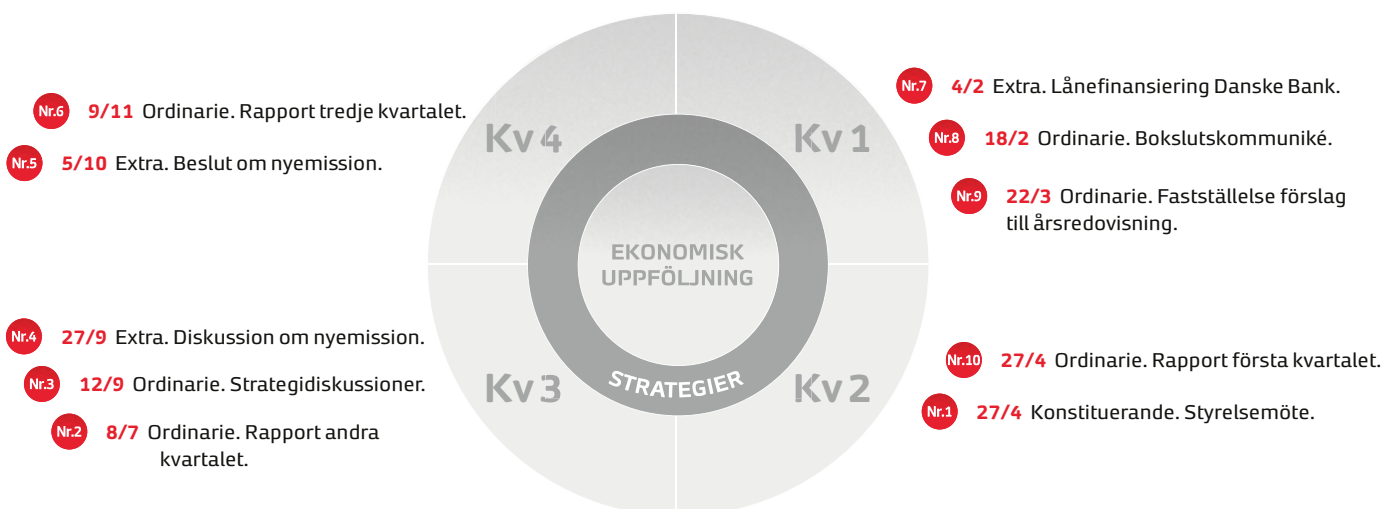 Nr.6 9/11 Ordinarie. Rapport tredje kvartalet.
Nr.5 5/10 Extra. Beslut om nyemission.
Nr.4 27/9 Extra. Diskussion om nyemission.
Nr.3 12/9 Ordinarie. Strategidiskussioner.
Nr.2 8/7 Ordinarie. Rapport andra
kvartalet.
Kv 4
Kv 1
EKONOMISK
UPPFÖLJNING
STRATEGIER
Kv 3
Kv 2
Nr.7 4/2 Extra. Lånefinansiering Danske Bank.
Nr.8 18/2 Ordinarie. Bokslutskommuniké.
Nr.9 22/3 Ordinarie. Fastställelse förslag
till årsredovisning.
Nr.10 27/4 Ordinarie. Rapport första kvartalet.
Nr.1 27/4 Konstituerande. Styrelsemöte.